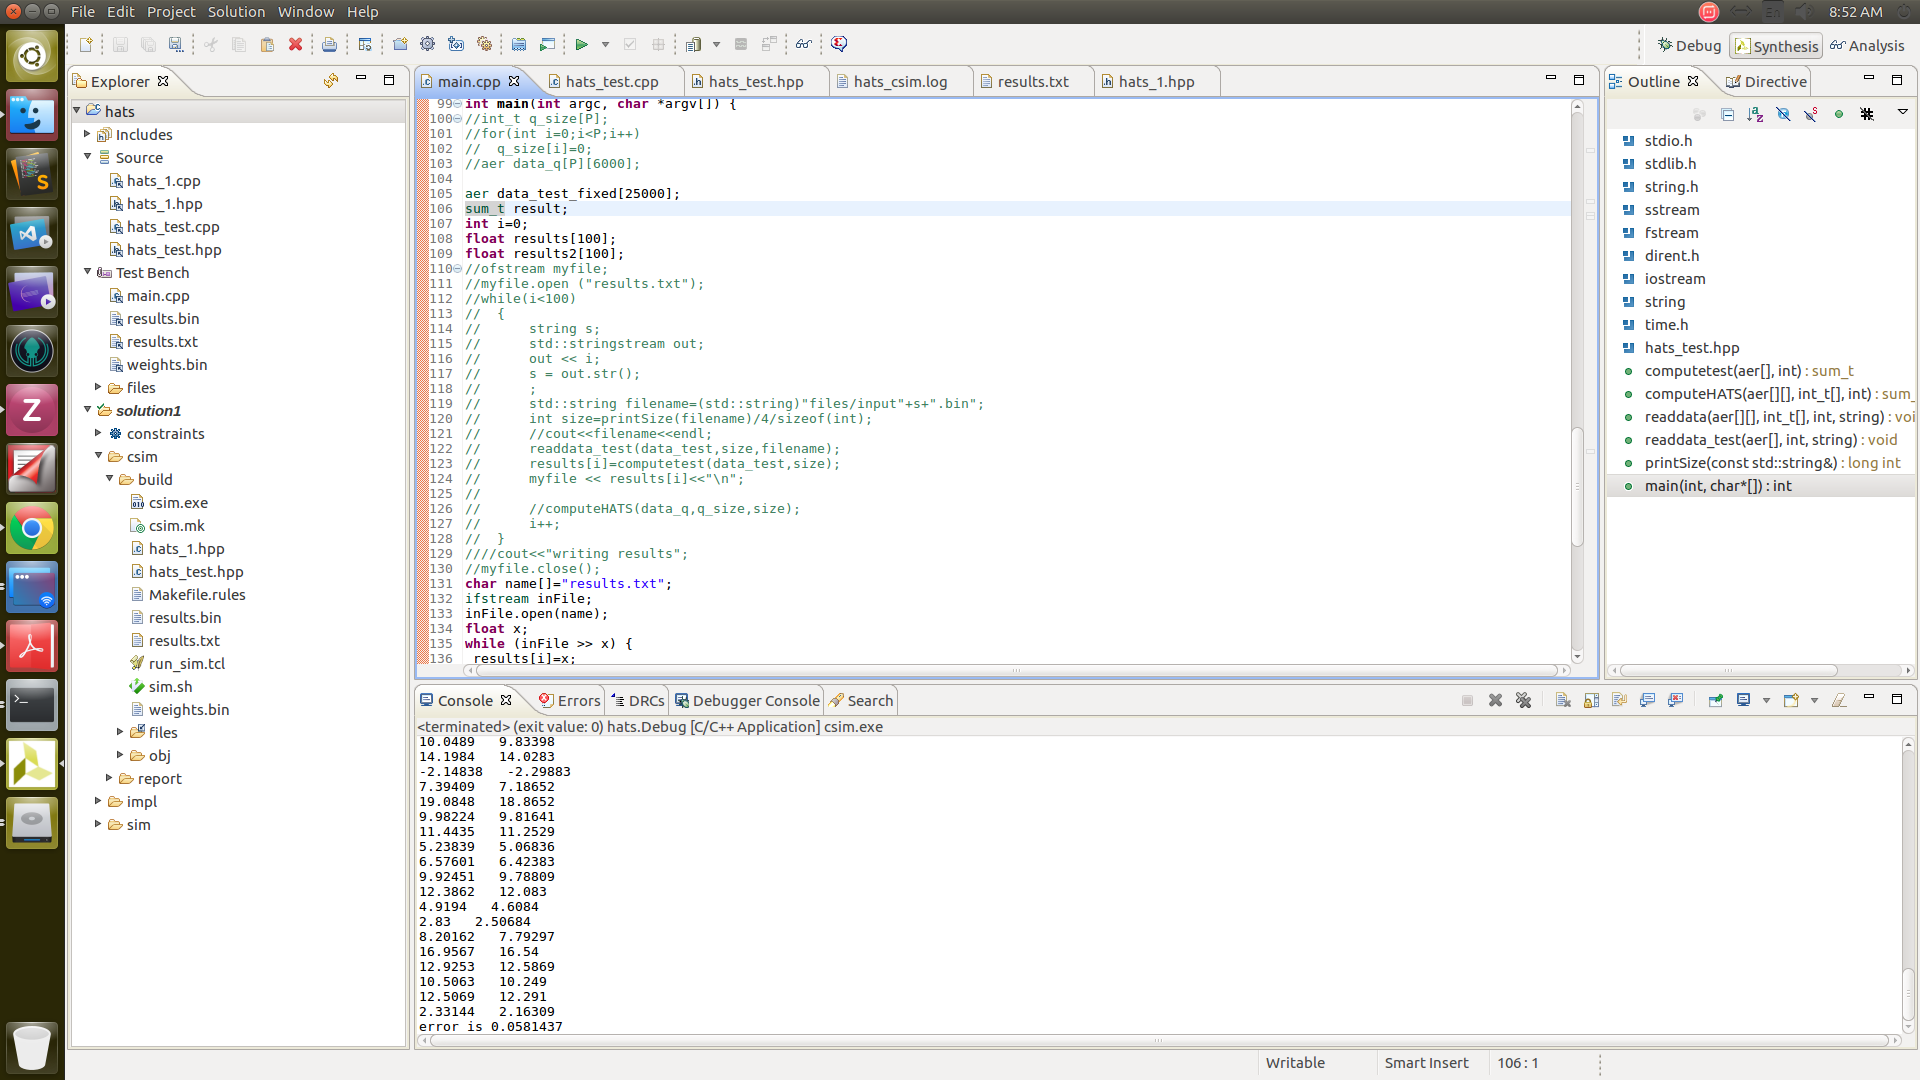 File Edit Project Solution Window Help
En 8:52 AM
Debug Synthesis Analysis
Explorer
hats
Includes
Source
hats_1.cpp
hats_1.hpp
hats_test.cpp
hats_test.hpp
Test Bench
main.cpp
results.bin
results.txt
weights.bin
files
solution1
constraints
csim
build
csim.exe
csim.mk
hats_1.hpp
hats_test.hpp
Makefile.rules
results.bin
results.txt
run_sim.tcl
sim.sh
weights.bin
files
obj
report
impl
sim
main.cpp hats_test.cpp hats_test.hpp hats_csim.log results.txt hats_1.hpp
99 int main(int argc, char *argv[]) {
100 //int_t q_size[P];
101 //for(int i=0;i<P;i++)
102 //  q_size[i]=0;
103 //aer data_q[P][6000];
104
105 aer data_test_fixed[25000];
106 sum_t result;
107 int i=0;
108 float results[100];
109 float results2[100];
110 //ofstream myfile;
111 //myfile.open ("results.txt");
112 //while(i<100)
113 //  {
114 //      string s;
115 //      std::stringstream out;
116 //      out << i;
117 //      s = out.str();
118 //      ;
119 //      std::string filename=(std::string)"files/input"+s+".bin";
120 //      int size=printSize(filename)/4/sizeof(int);
121 //      //cout<<filename<<endl;
122 //      readdata_test(data_test,size,filename);
123 //      results[i]=computetest(data_test,size);
124 //      myfile << results[i]<<"\n";
125 //
126 //      //computeHATS(data_q,q_size,size);
127 //      i++;
128 //  }
129 ////cout<<"writing results";
130 //myfile.close();
131 char name[]="results.txt";
132 ifstream inFile;
133 inFile.open(name);
134 float x;
135 while (inFile >> x) {
136  results[i]=x;
Outline Directive
stdio.h
stdlib.h
string.h
sstream
fstream
dirent.h
iostream
string
time.h
hats_test.hpp
computetest(aer[], int) : sum_t
computeHATS(aer[][], int_t[], int) : sum_
readdata(aer[][], int_t[], int, string) : voi
readdata_test(aer[], int, string) : void
printSize(const std::string&) : long int
main(int, char*[]) : int
Console Errors DRCs Debugger Console Search
<terminated> (exit value: 0) hats.Debug [C/C++ Application] csim.exe
10.0489   9.83398
14.1984   14.0283
-2.14838   -2.29883
7.39409   7.18652
19.0848   18.8652
9.98224   9.81641
11.4435   11.2529
5.23839   5.06836
6.57601   6.42383
9.92451   9.78809
12.3862   12.083
4.9194   4.6084
2.83   2.50684
8.20162   7.79297
16.9567   16.54
12.9253   12.5869
10.5063   10.249
12.5069   12.291
2.33144   2.16309
error is 0.0581437
Writable Smart Insert 106 : 1